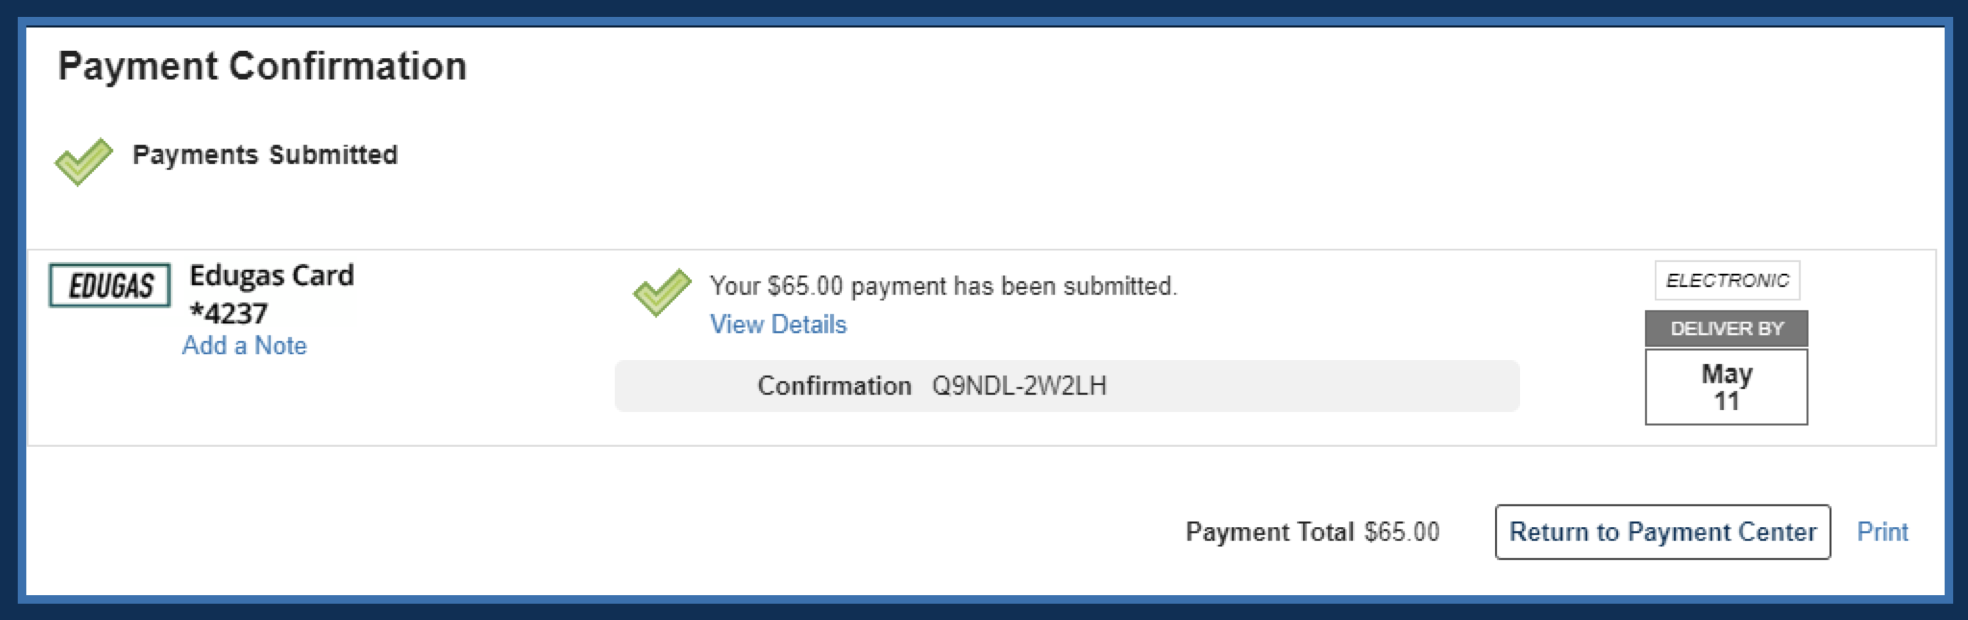 Payment Confirmation
Payments Submitted
EDUGAS
Edugas Card
*4237
Add a Note
Your $65.00 payment has been submitted.
View Details
Confirmation Q9NDL-2W2LH
ELECTRONIC
DELIVER BY
May
11
Payment Total $65.00
Return to Payment Center
Print